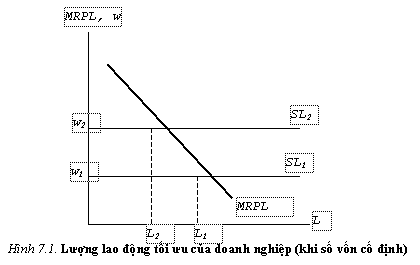 MRPL, w
SL₂
w₂
SL₁
w₁
MRPL
L
L₂ L₁
Hình 7.1. Lượng lao động tối ưu của doanh nghiệp (khi số vốn cố định)